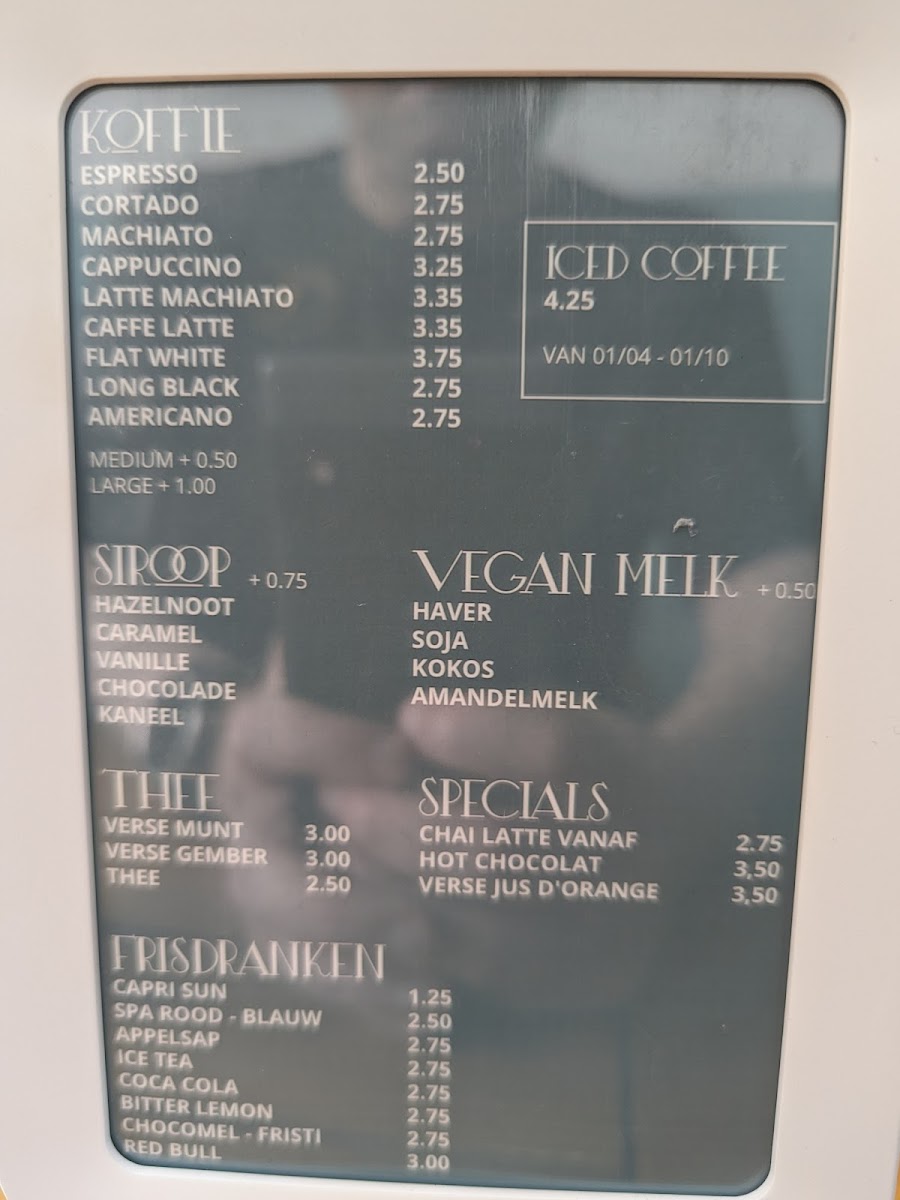 KOFFIE
ESPRESSO 2.50
CORTADO 2.75
MACHIATO 2.75
CAPPUCCINO 3.25
LATTE MACHIATO 3.35
CAFFE LATTE 3.35
FLAT WHITE 3.75
LONG BLACK 2.75
AMERICANO 2.75
MEDIUM + 0.50
LARGE + 1.00
ICED COFFEE
4.25
VAN 01/04 - 01/10
SIROOP + 0.75
HAZELNOOT
CARAMEL
VANILLE
CHOCOLADE
KANEEL
VEGAN MELK + 0.50
HAVER
SOJA
KOKOS
AMANDELMELK
THEE
VERSE MUNT 3.00
VERSE GEMBER 3.00
THEE 2.50
SPECIALS
CHAI LATTE VANAF 2.75
HOT CHOCOLAT 3,50
VERSE JUS D'ORANGE 3,50
FRISDRANKEN
CAPRI SUN 1.25
SPA ROOD - BLAUW 2.50
APPELSAP 2.75
ICE TEA 2.75
COCA COLA 2.75
BITTER LEMON 2.75
CHOCOMEL - FRISTI 2.75
RED BULL 3.00